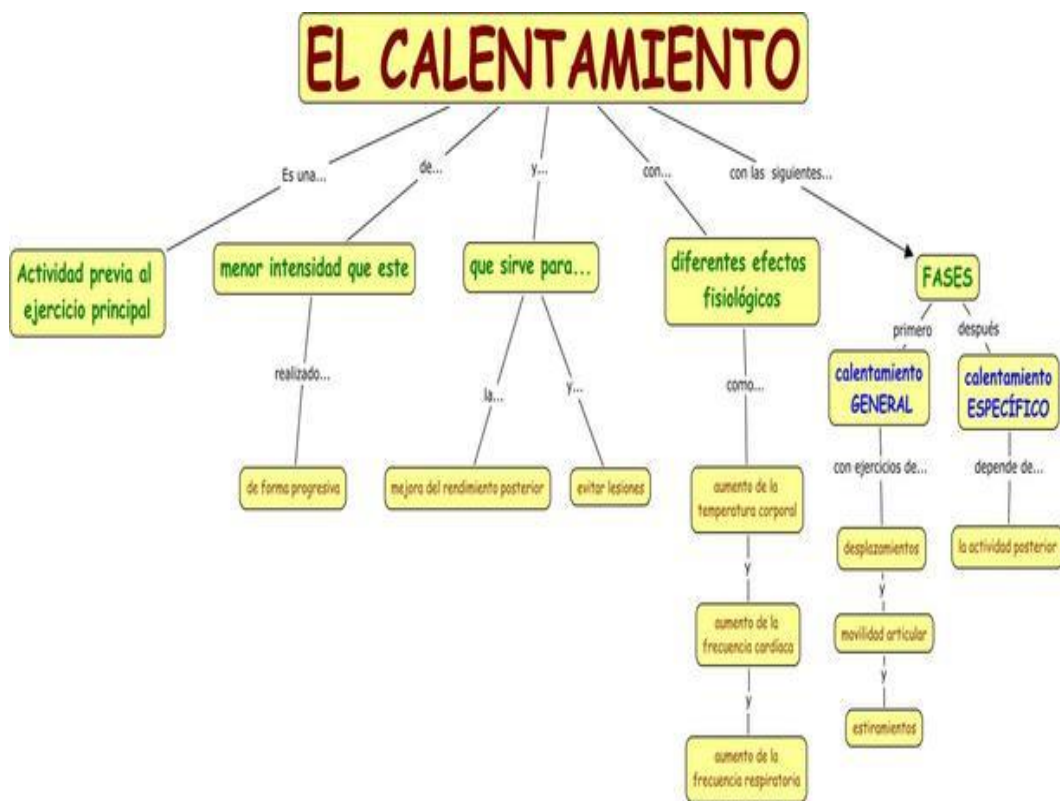 EL CALENTAMIENTO
Es una...
de...
y...
con...
con las siguientes...
Actividad previa al
ejercicio principal
menor intensidad que este
que sirve para...
diferentes efectos
fisiológicos
FASES
realizado...
la...
y...
como...
primero
después
calentamiento
GENERAL
calentamiento
ESPECÍFICO
con ejercicios de...
depende de...
de forma progresiva
mejora del rendimiento posterior
evitar lesiones
aumento de la
temperatura corporal
y
aumento de la
frecuencia cardíaca
y
aumento de la
frecuencia respiratoria
desplazamientos
y
movilidad articular
y
estiramientos
la actividad posterior